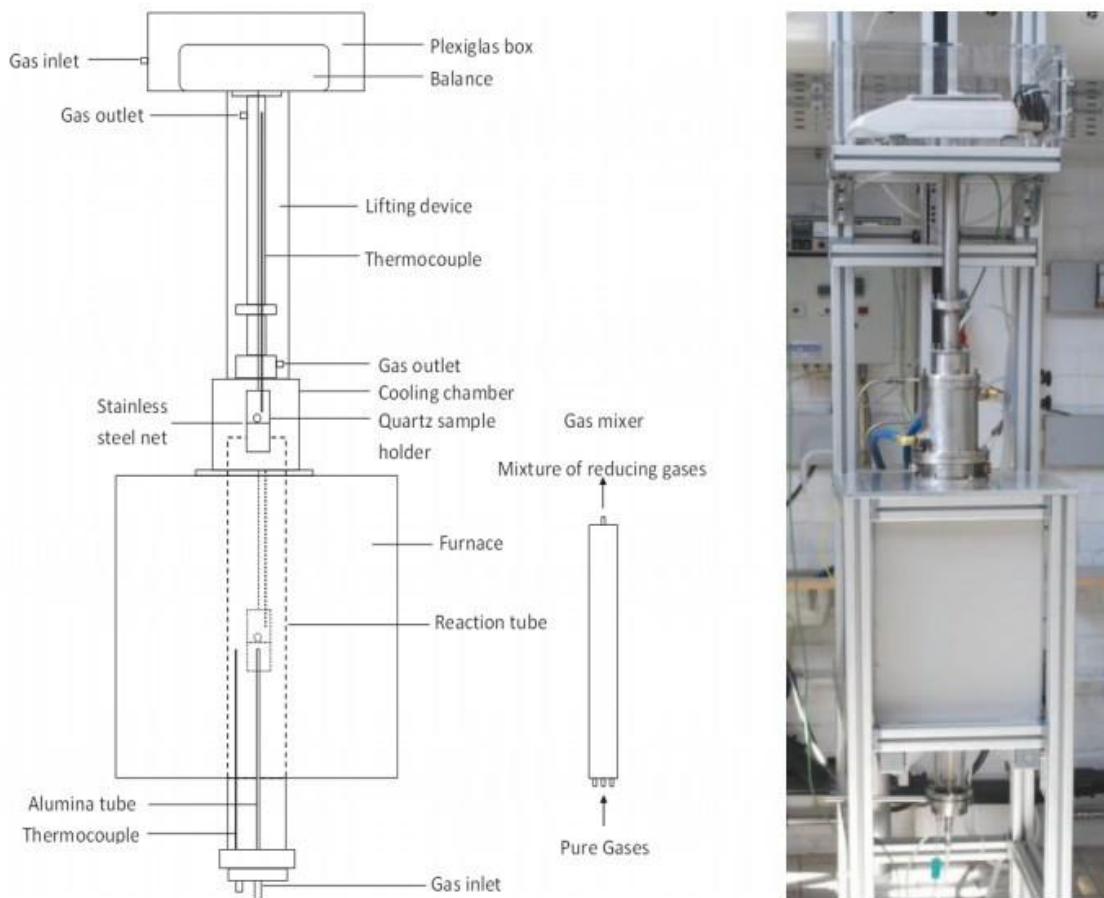 Gas inlet
Plexiglas box
Balance
Gas outlet
Lifting device
Thermocouple
Gas outlet
Cooling chamber
Stainless
steel net
Quartz sample
holder
Gas mixer
Mixture of reducing gases
Furnace
Reaction tube
Alumina tube
Thermocouple
Pure Gases
Gas inlet